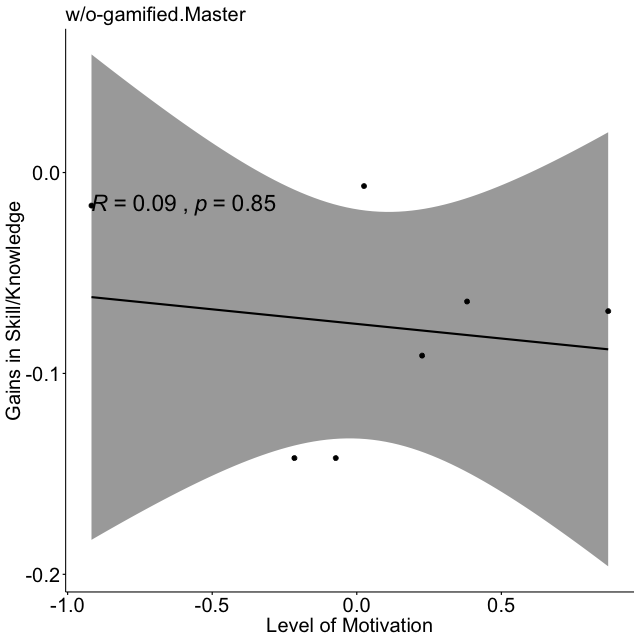 w/o-gamified.Master
Gains in Skill/Knowledge
0.0
R = 0.09 , p = 0.85
-0.1
-0.2
-1.0 -0.5 0.0 0.5
Level of Motivation